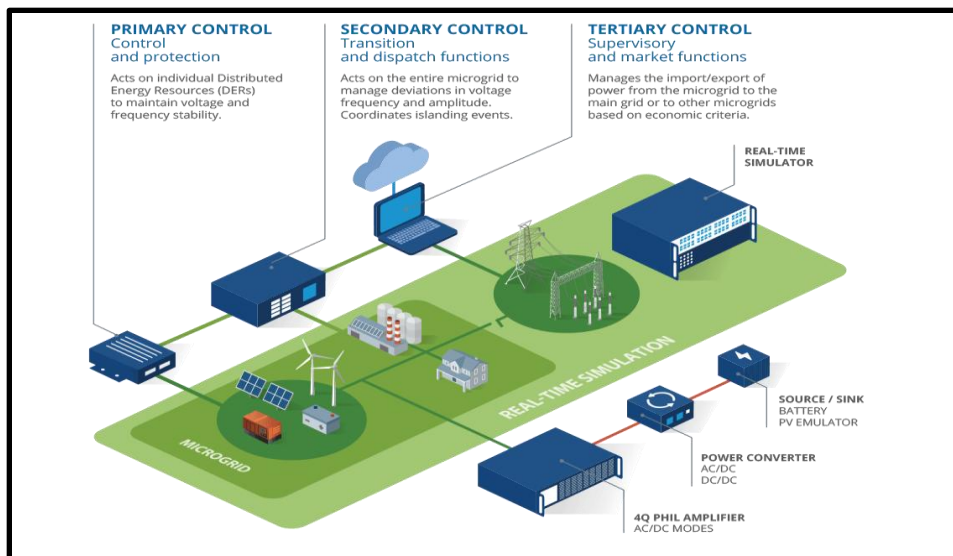 PRIMARY CONTROL
Control
and protection
Acts on individual Distributed
Energy Resources (DERs)
to maintain voltage and
frequency stability.
SECONDARY CONTROL
Transition
and dispatch functions
Acts on the entire microgrid to
manage deviations in voltage
frequency and amplitude.
Coordinates islanding events.
TERTIARY CONTROL
Supervisory
and market functions
Manages the import/export of
power from the microgrid to the
main grid or to other microgrids
based on economic criteria.
REAL-TIME
SIMULATOR
REAL-TIME SIMULATION
MICROGRID
SOURCE / SINK
BATTERY
PV EMULATOR
POWER CONVERTER
AC/DC
DC/DC
4Q PHIL AMPLIFIER
AC/DC MODES